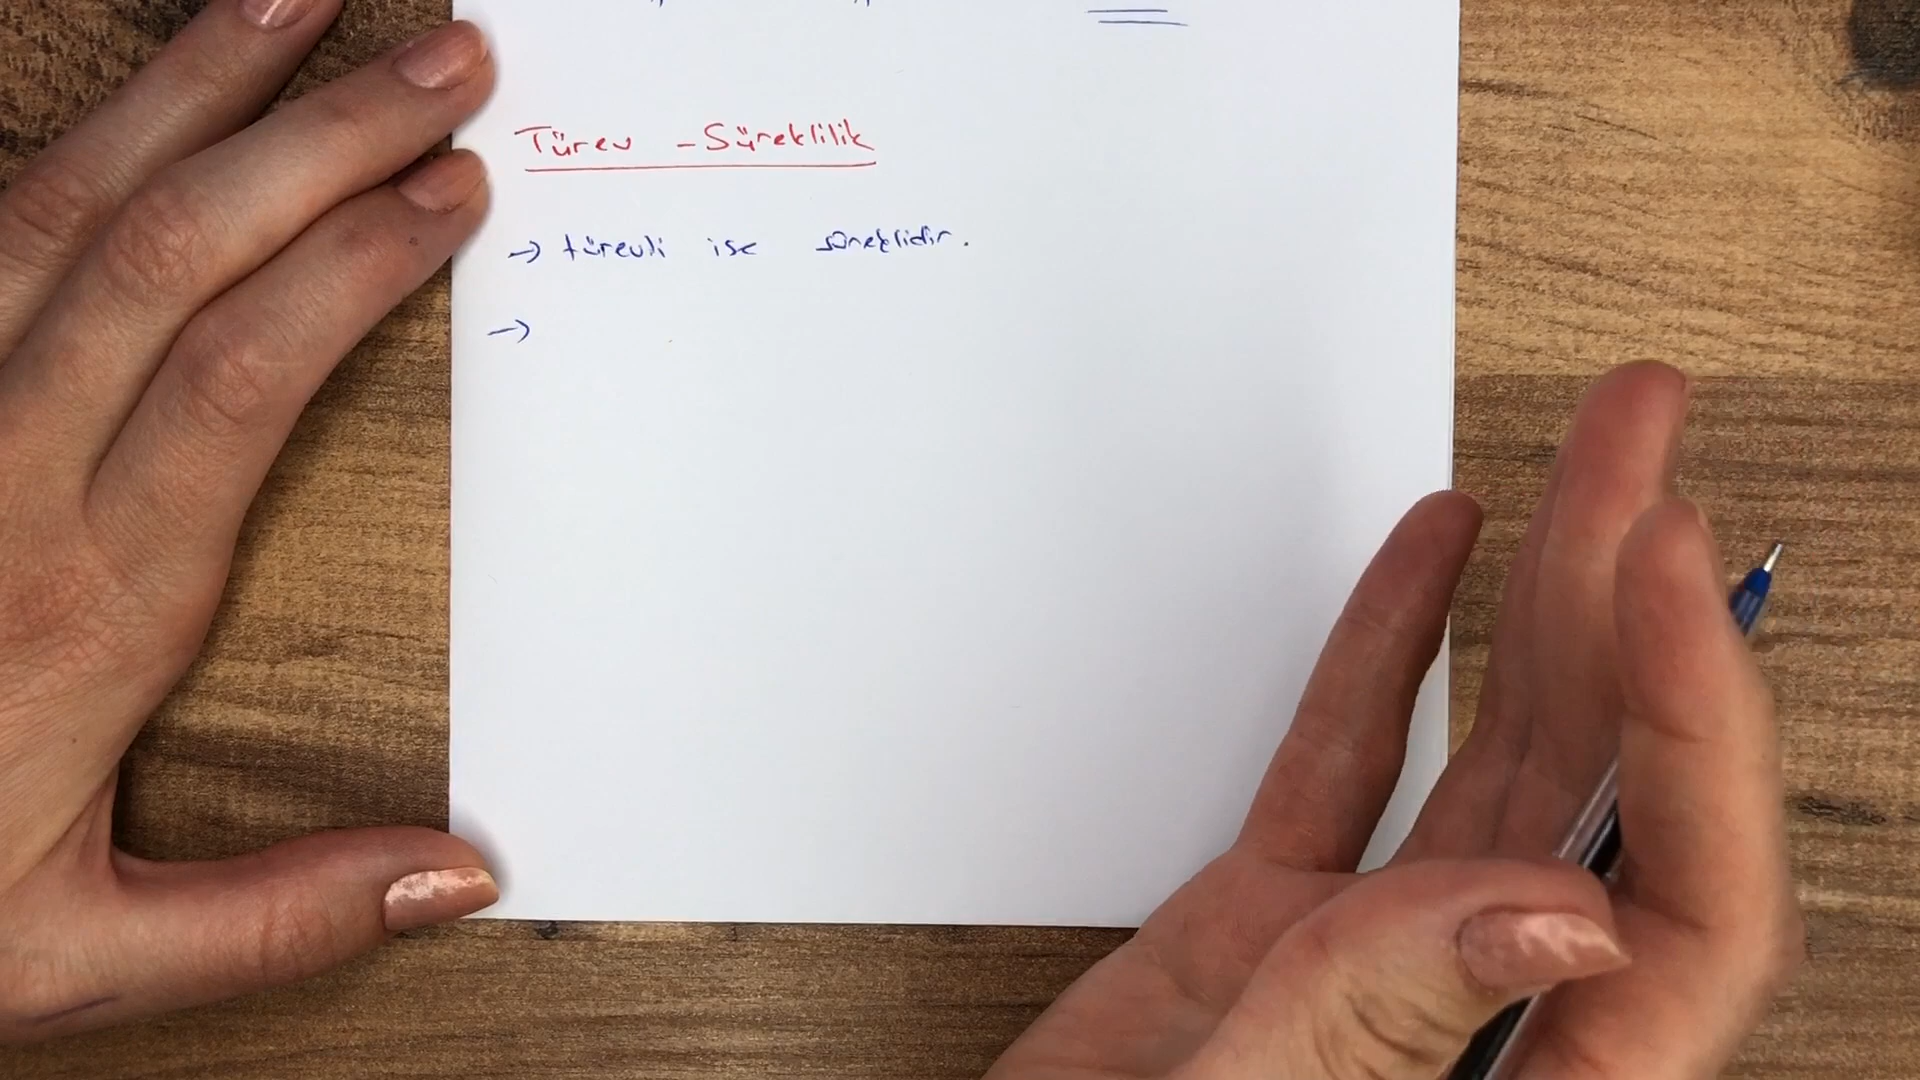 Türev - Süreklilik
→ türevli ise süreklidir.
→